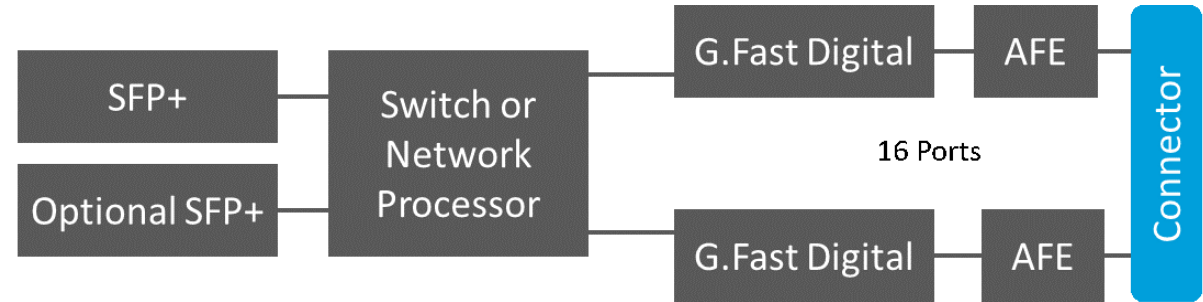 SFP+
Optional SFP+
Switch or
Network
Processor
G.Fast Digital
AFE
16 Ports
G.Fast Digital
AFE
Connector